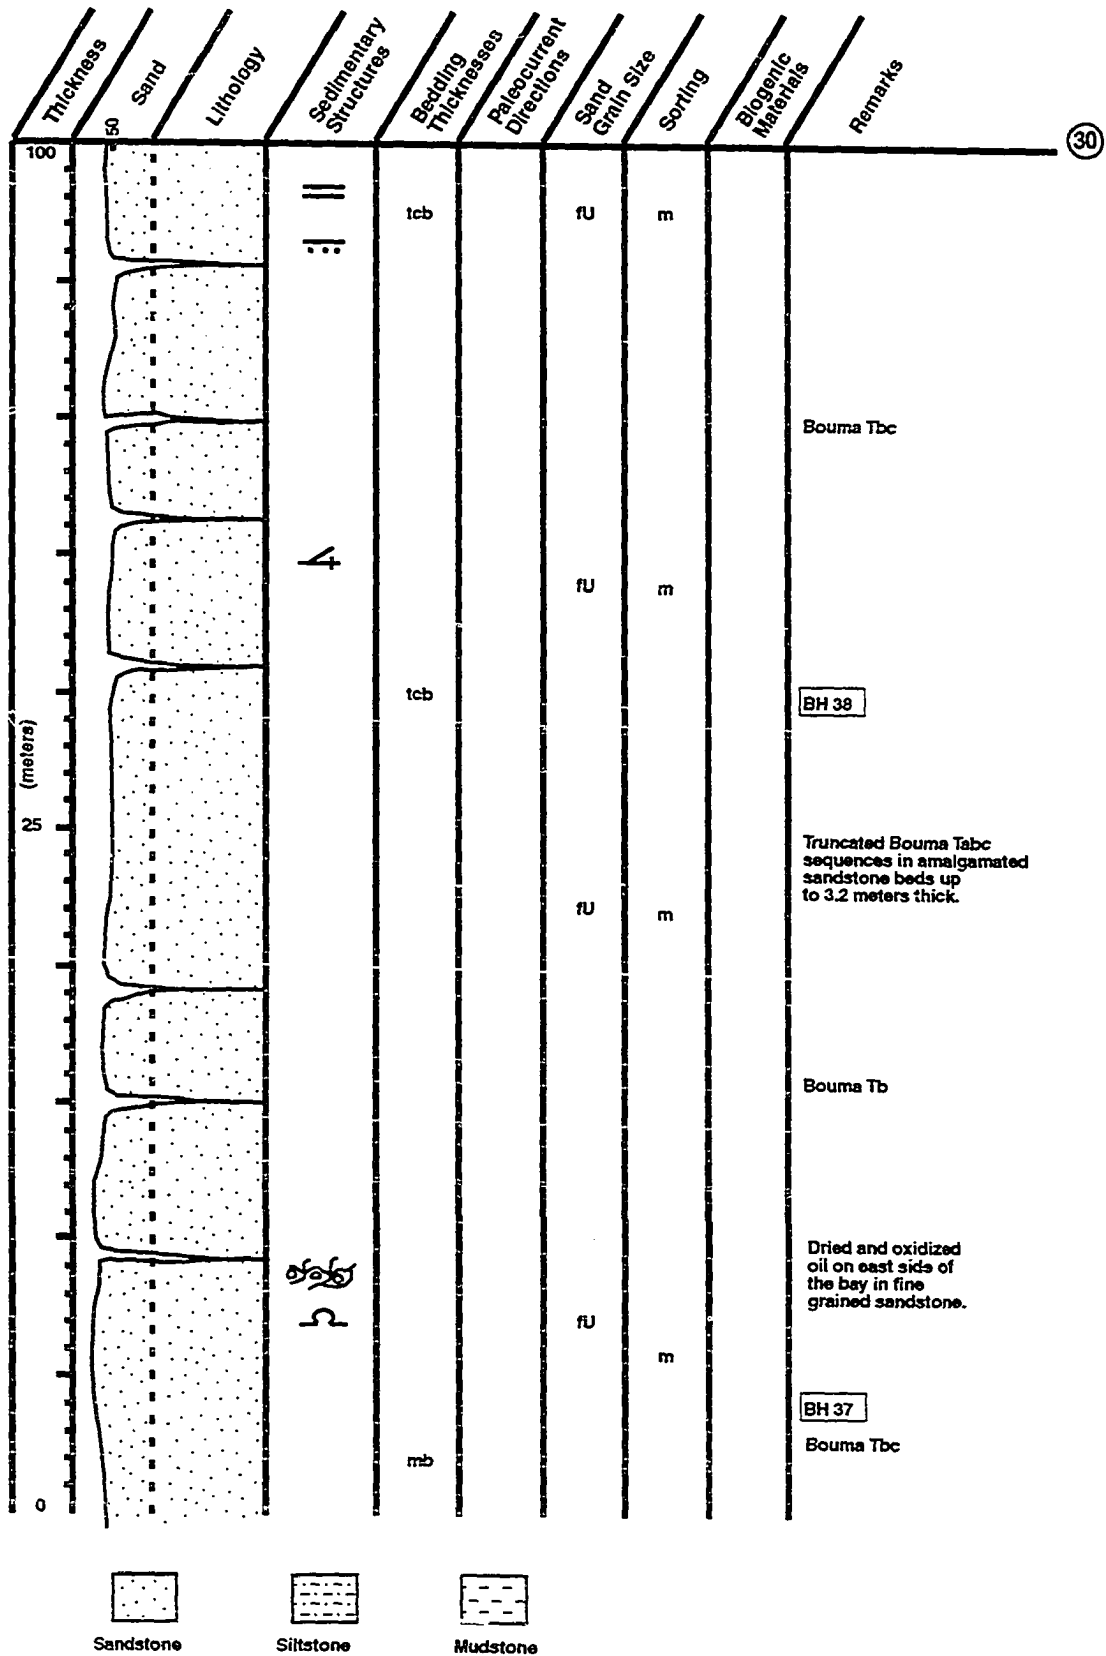 Thickness
Sand
Lithology
Sedimentary
Structures
Bedding
Thicknesses
Paleocurrent
Directions
Sand
Grain Size
Sorting
Biogenic
Materials
Remarks
50
100
30
tcb
fU
m
Bouma Tbc
fU
m
tcb
BH 38
(meters)
25
Truncated Bouma Tabc
sequences in amalgamated
sandstone beds up
to 3.2 meters thick.
fU
m
Bouma Tb
Dried and oxidized
oil on east side of
the bay in fine
grained sandstone.
fU
m
BH 37
Bouma Tbc
mb
0
Sandstone
Siltstone
Mudstone